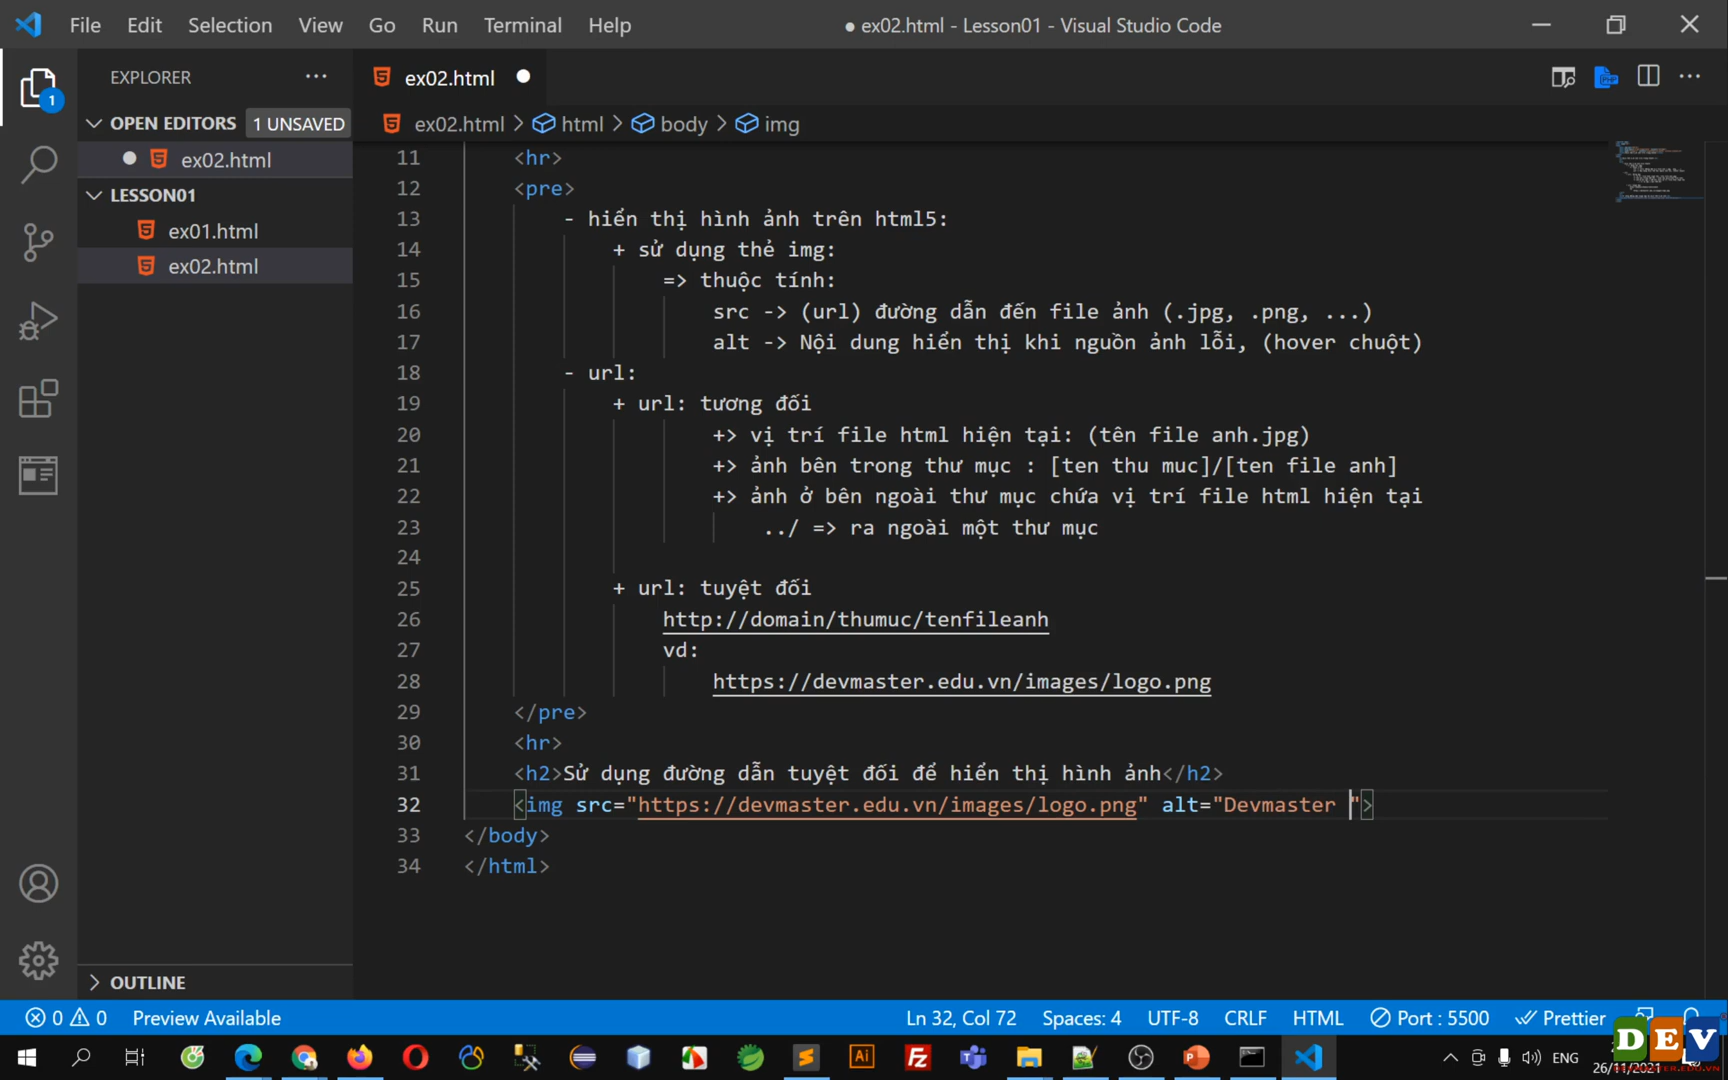 File Edit Selection View Go Run Terminal Help
● ex02.html - Lesson01 - Visual Studio Code
EXPLORER
ex02.html
1
OPEN EDITORS 1 UNSAVED
ex02.html > html > body > img
ex02.html
LESSON01
ex01.html
ex02.html
11 <hr>
12 <pre>
13 - hiển thị hình ảnh trên html5:
14 + sử dụng thẻ img:
15 => thuộc tính:
16 src -> (url) đường dẫn đến file ảnh (.jpg, .png, ...)
17 alt -> Nội dung hiển thị khi nguồn ảnh lỗi, (hover chuột)
18 - url:
19 + url: tương đối
20 +> vị trí file html hiện tại: (tên file anh.jpg)
21 +> ảnh bên trong thư mục : [ten thu muc]/[ten file anh]
22 +> ảnh ở bên ngoài thư mục chứa vị trí file html hiện tại
23 ../ => ra ngoài một thư mục
24
25 + url: tuyệt đối
26 http://domain/thumuc/tenfileanh
27 vd:
28 https://devmaster.edu.vn/images/logo.png
29 </pre>
30 <hr>
31 <h2>Sử dụng đường dẫn tuyệt đối để hiển thị hình ảnh</h2>
32 <img src="https://devmaster.edu.vn/images/logo.png" alt="Devmaster ">
33 </body>
34 </html>
OUTLINE
0 0 Preview Available
Ln 32, Col 72 Spaces: 4 UTF-8 CRLF HTML Port : 5500 Prettier
ENG
26/11/2021
DEV
DEVMASTER.EDU.VN